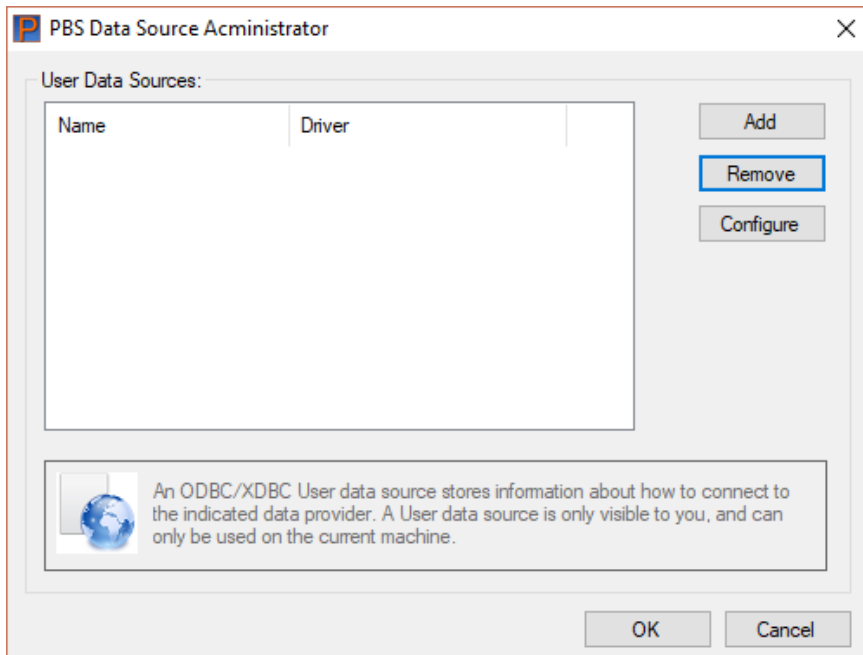 PBS Data Source Acministrator
User Data Sources:
Name Driver
Add
Remove
Configure
An ODBC/XDBC User data source stores information about how to connect to
the indicated data provider. A User data source is only visible to you, and can
only be used on the current machine.
OK Cancel